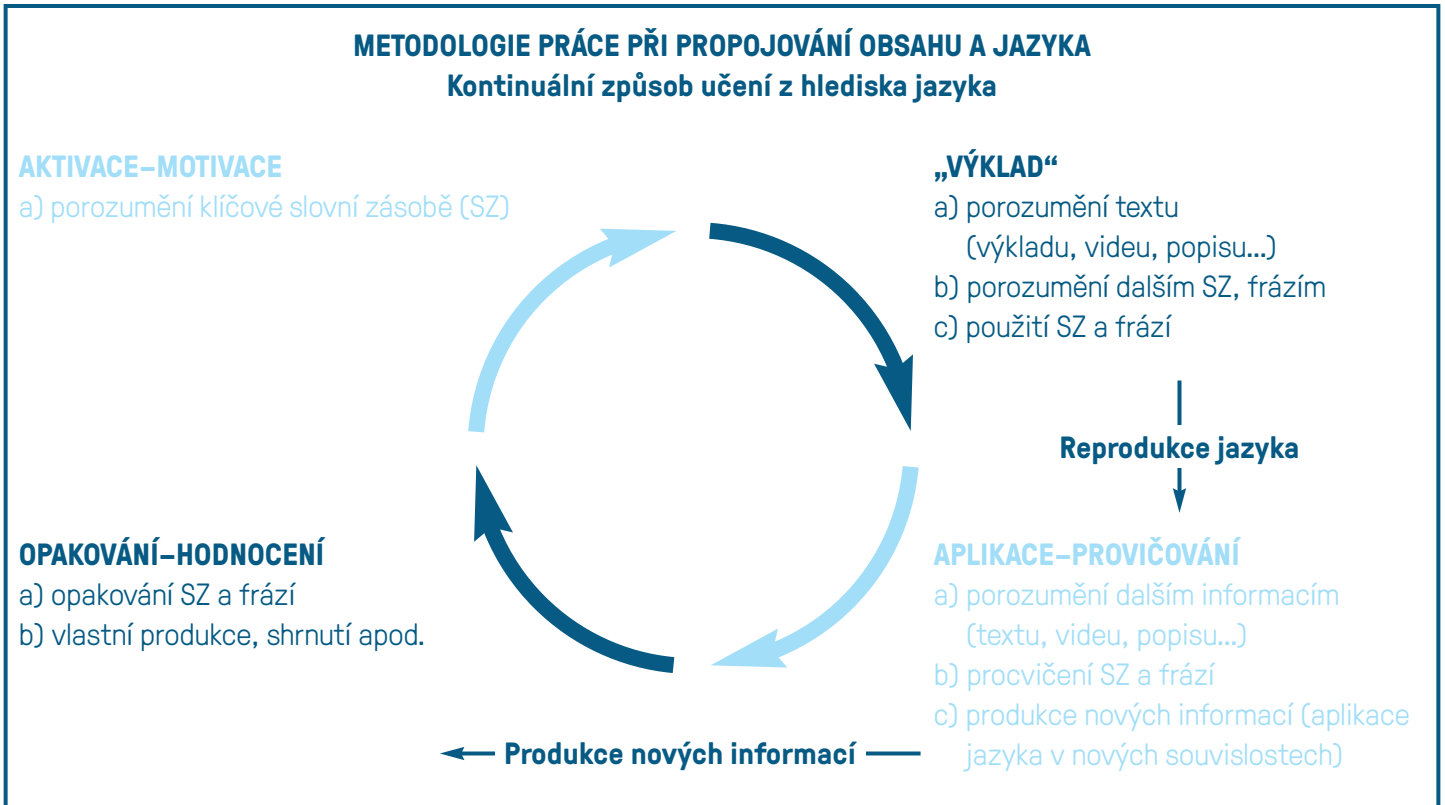 METODOLOGIE PRÁCE PŘI PROPOJOVÁNÍ OBSAHU A JAZYKA
Kontinuální způsob učení z hlediska jazyka
AKTIVACE–MOTIVACE
a) porozumění klíčové slovní zásobě (SZ)
„VÝKLAD“
a) porozumění textu
(výkladu, videu, popisu...)
b) porozumění dalším SZ, frázím
c) použití SZ a frází
Reprodukce jazyka
APLIKACE–PROVIČOVÁNÍ
a) porozumění dalším informacím
(textu, videu, popisu...)
b) procvičení SZ a frází
c) produkce nových informací (aplikace
jazyka v nových souvislostech)
Produkce nových informací
OPAKOVÁNÍ–HODNOCENÍ
a) opakování SZ a frází
b) vlastní produkce, shrnutí apod.